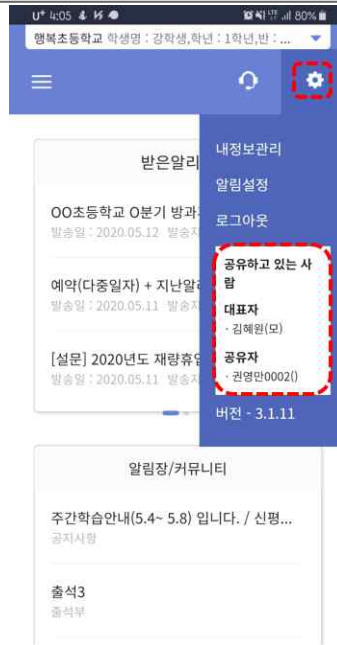 U+ 4:05
80%
행복초등학교 학생명 : 강학생,학년 : 1학년,반 : ...
내정보관리
알림설정
로그아웃
공유하고 있는 사
람
대표자
· 김혜원(모)
공유자
· 권영만0002()
버전 - 3.1.11
받은알리
OO초등학교 O분기 방과
발송일 : 2020.05.12 발송
예약(다중일자) + 지난알
발송일 : 2020.05.11 발송
[설문] 2020년도 재량휴업
발송일 : 2020.05.11 발송
알림장/커뮤니티
주간학습안내(5.4~ 5.8) 입니다. / 신평...
공지사항
출석3
출석부